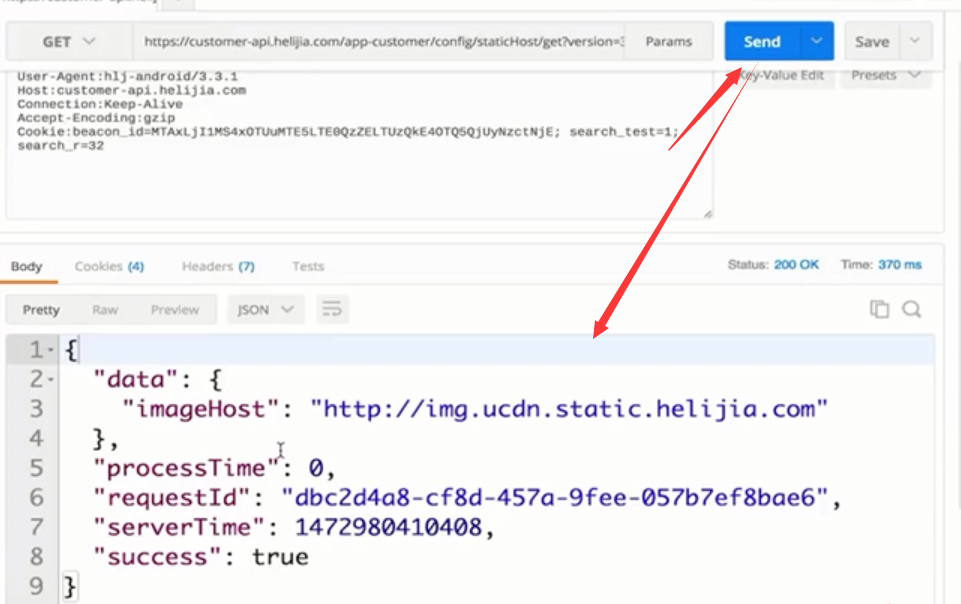 GET https://customer-api.helijia.com/app-customer/config/staticHost/get?version=3 Params Send Save
User-Agent:hlj-android/3.3.1 Key-Value Edit Presets
Host:customer-api.helijia.com
Connection:Keep-Alive
Accept-Encoding:gzip
Cookie:beacon_id=MTAxLjI1MS4xOTUuMTE5LTE0QzZELTUzQkE4OTQ5QjUyNzctNjE; search_test=1;
search_r=32
Body Cookies (4) Headers (7) Tests Status: 200 OK Time: 370 ms
Pretty Raw Preview JSON
1 {
2 "data": {
3 "imageHost": "http://img.ucdn.static.helijia.com"
4 },
5 "processTime": 0,
6 "requestId": "dbc2d4a8-cf8d-457a-9fee-057b7ef8bae6",
7 "serverTime": 1472980410408,
8 "success": true
9 }